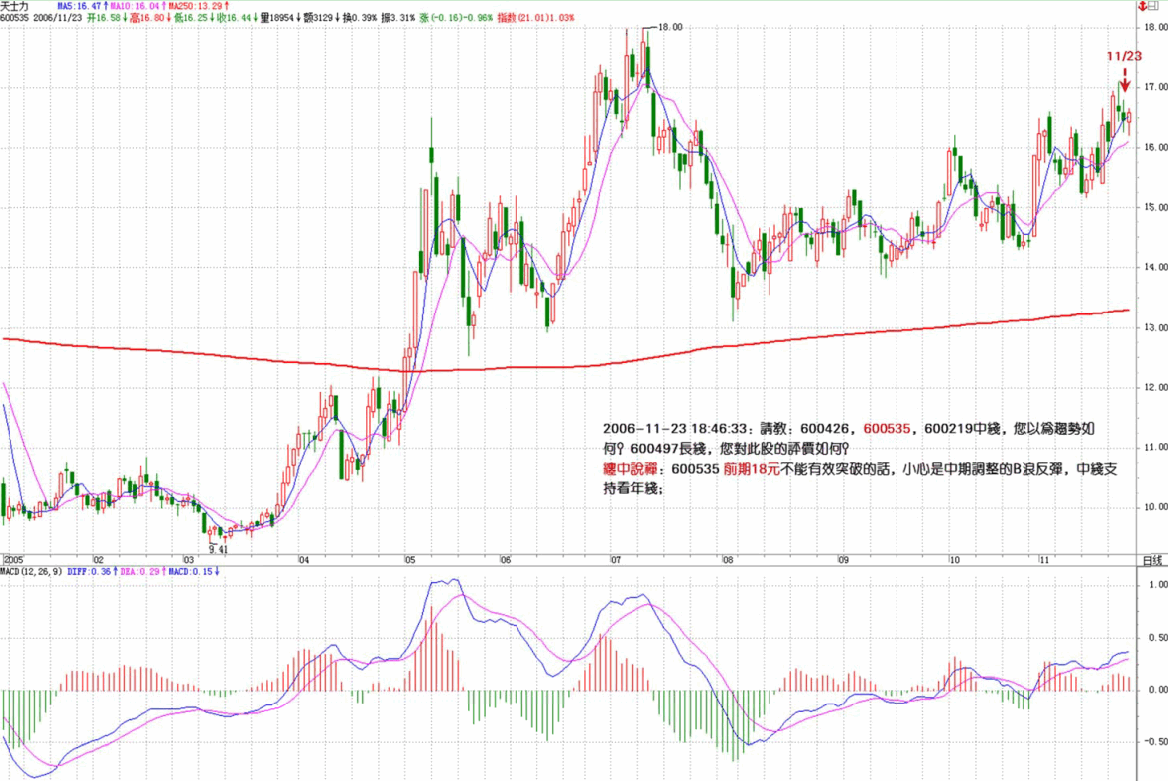 天士力 MA5:16.47↑MA10:16.04↑MA250:13.29↑
600535 2006/11/23 开16.58↓高16.80↓低16.25↓收16.44↓量18954↓额3129↓换0.39% 振3.31% 涨(-0.16)-0.96% 指数(21.01)1.03%
18.00
18.00
11/23
17.00
16.00
15.00
14.00
13.00
12.00
11.00
2006-11-23 18:46:33：請教：600426，600535，600219中綫，您以爲趨勢如
何？600497長綫，您對此股的評價如何？
纏中說禪：600535 前期18元不能有效突破的話，小心是中期調整的B浪反彈，中綫支
持看年綫；
10.00
9.41
2005 02 03 04 05 06 07 08 09 10 11 日线
MACD(12,26,9) DIFF:0.36↑DEA:0.29↑MACD:0.15↓
1.00
0.50
0.00
-0.50